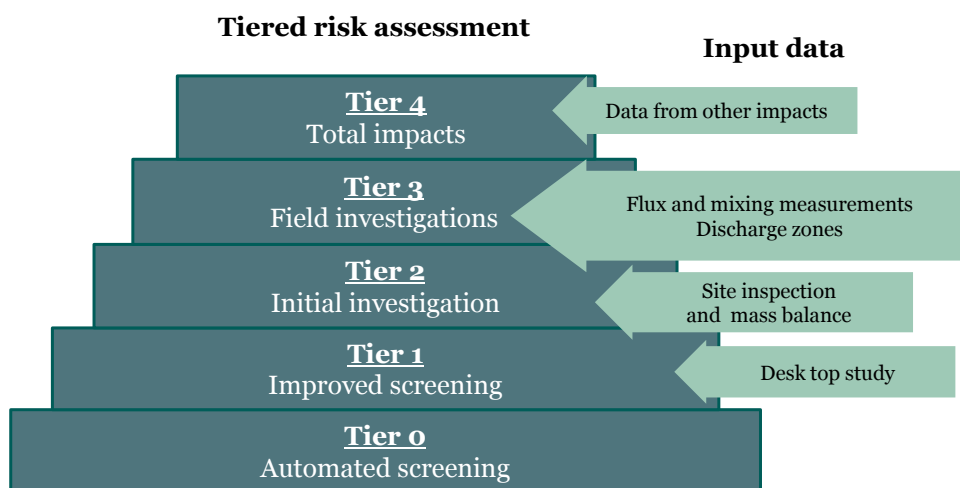 Tiered risk assessment
Input data
Tier 4
Total impacts
Data from other impacts
Tier 3
Field investigations
Flux and mixing measurements
Discharge zones
Tier 2
Initial investigation
Site inspection
and mass balance
Tier 1
Improved screening
Desk top study
Tier 0
Automated screening